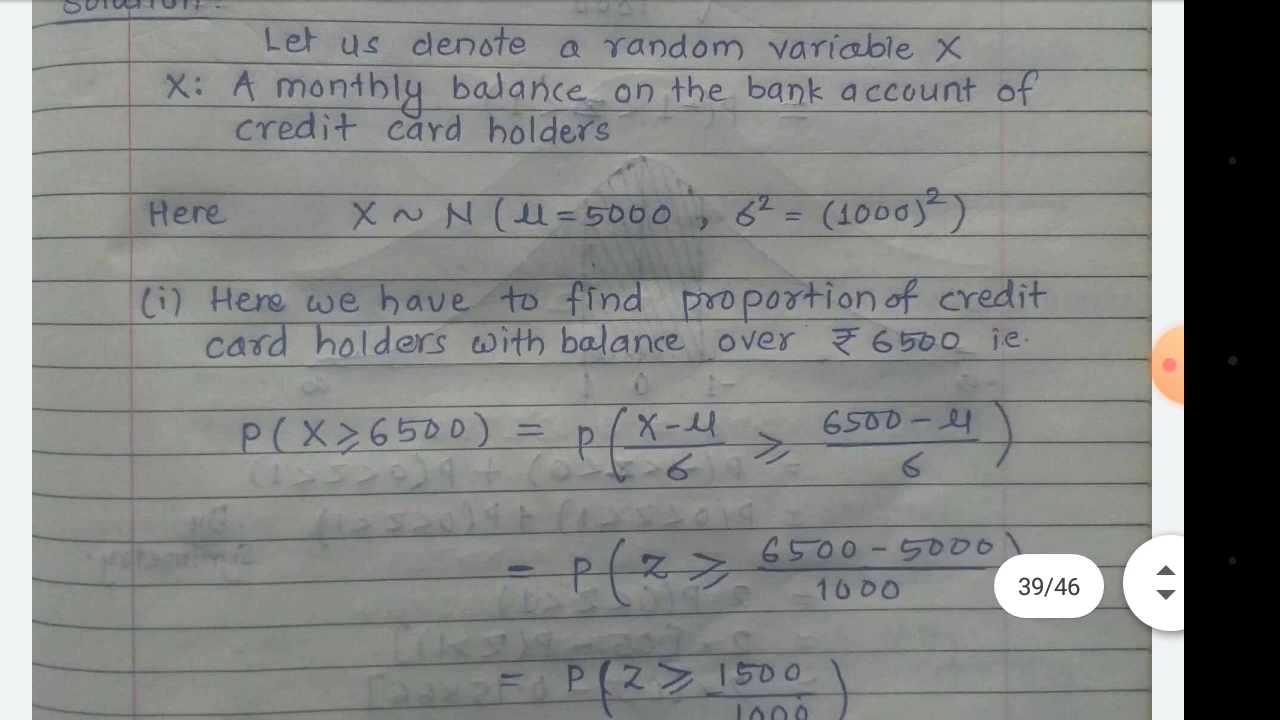 Solution:
Let us denote a random variable X
X: A monthly balance on the bank account of
credit card holders
Here X ~ N (μ = 5000 , σ² = (1000)²)
(i) Here we have to find proportion of credit
card holders with balance over ₹ 6500 ie.
P(X ⩾ 6500) = P( (X-μ)/σ ⩾ (6500-μ)/σ )
= P( Z ⩾ (6500-5000)/1000 )
39/46
= P( Z ⩾ 1500/1000 )